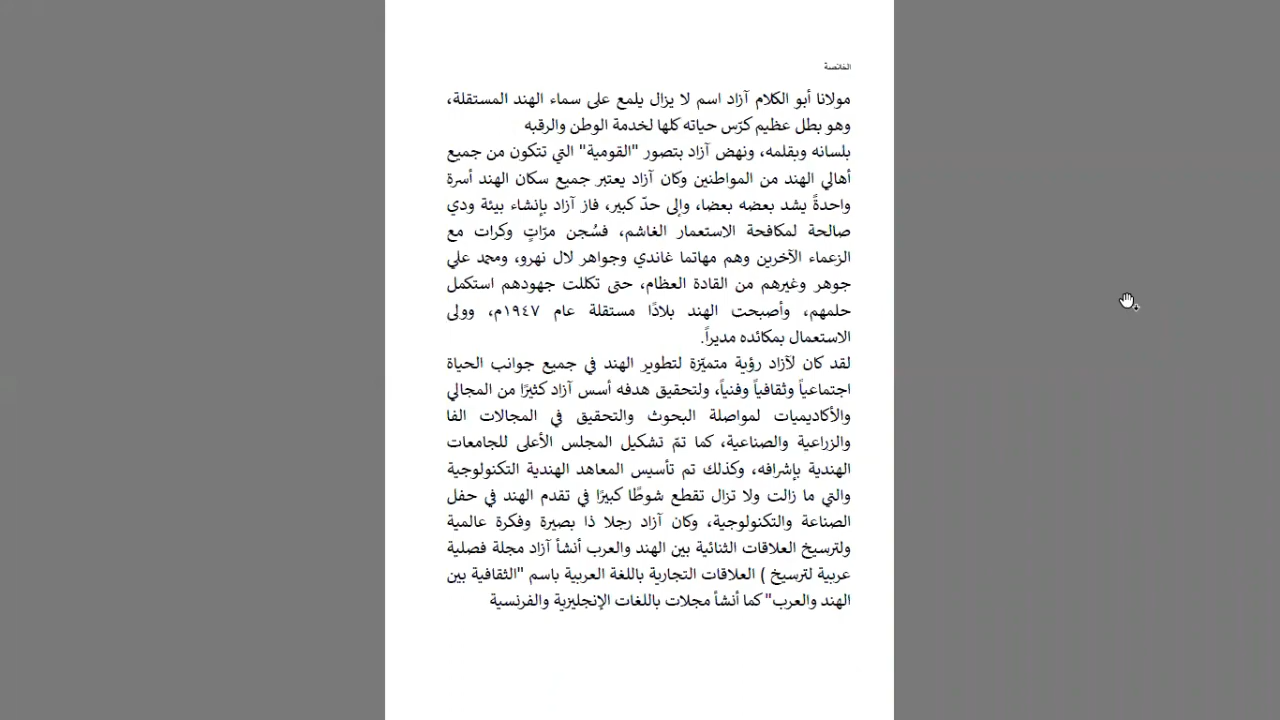 الخاتمة
مولانا أبو الكلام آزاد اسم لا يزال يلمع على سماء الهند المستقلة،
وهو بطل عظيم كرّس حياته كلها لخدمة الوطن والرقبه
بلسانه وبقلمه، ونهض آزاد بتصور "القومية" التي تتكون من جميع
أهالي الهند من المواطنين وكان آزاد يعتبر جميع سكان الهند أسرة
واحدةً يشد بعضه بعضا، وإلى حدّ كبير، فاز آزاد بإنشاء بيئة ودي
صالحة لمكافحة الاستعمار الغاشم، فسُجن مرّاتٍ وكرات مع
الزعماء الآخرين وهم مهاتما غاندي وجواهر لال نهرو، ومحمد علي
جوهر وغيرهم من القادة العظام، حتى تكللت جهودهم استكمل
حلمهم، وأصبحت الهند بلادًا مستقلة عام ١٩٤٧م، وولى
الاستعمال بمكائده مديراً.
لقد كان لآزاد رؤية متميّزة لتطوير الهند في جميع جوانب الحياة
اجتماعياً وثقافياً وفنياً، ولتحقيق هدفه أسس آزاد كثيرًا من المجالي
والأكاديميات لمواصلة البحوث والتحقيق في المجالات الفا
والزراعية والصناعية، كما تمّ تشكيل المجلس الأعلى للجامعات
الهندية بإشرافه، وكذلك تم تأسيس المعاهد الهندية التكنولوجية
والتي ما زالت ولا تزال تقطع شوطًا كبيرًا في تقدم الهند في حفل
الصناعة والتكنولوجية، وكان آزاد رجلا ذا بصيرة وفكرة عالمية
ولترسيخ العلاقات الثنائية بين الهند والعرب أنشأ آزاد مجلة فصلية
عربية لترسيخ ) العلاقات التجارية باللغة العربية باسم "الثقافية بين
الهند والعرب" كما أنشأ مجلات باللغات الإنجليزية والفرنسية